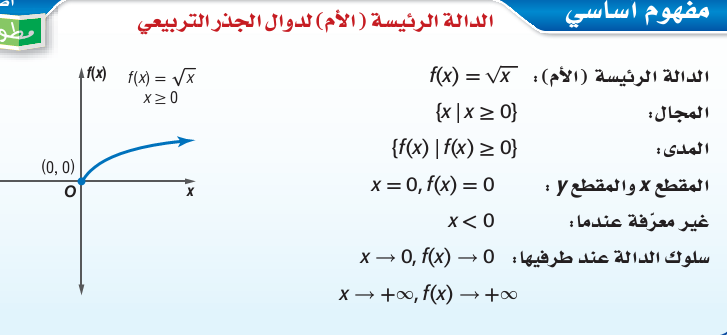 مفهوم أساسي
الدالة الرئيسة (الأم) لدوال الجذر التربيعي
الدالة الرئيسة (الأم): f(x) = √x
المجال: {x | x ≥ 0}
المدى: {f(x) | f(x) ≥ 0}
المقطع x والمقطع y : x = 0, f(x) = 0
غير معرّفة عندما: x < 0
سلوك الدالة عند طرفيها: x → 0, f(x) → 0
x → +∞, f(x) → +∞
f(x)
f(x) = √x
x ≥ 0
(0, 0)
O
x